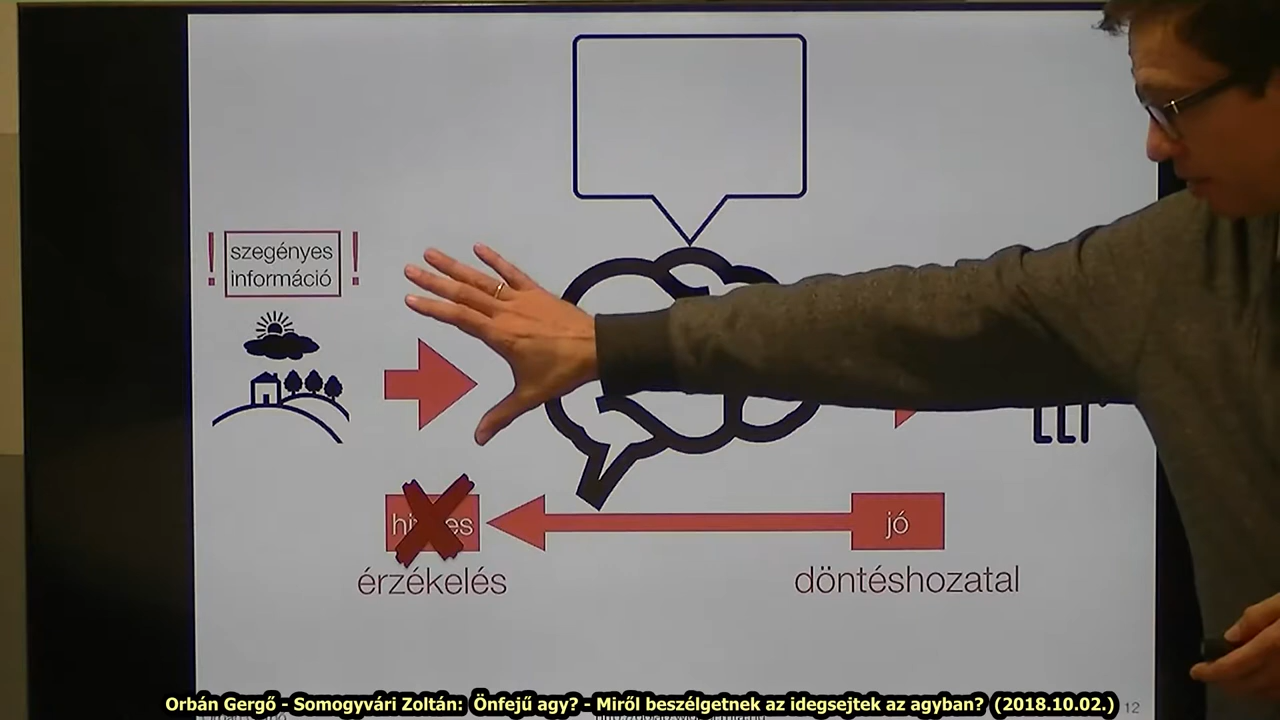 szegényes
információ
jó
érzékelés
döntéshozatal
Orbán Gergő - Somogyvári Zoltán: Önfejű agy? - Miről beszélgetnek az idegsejtek az agyban? (2018.10.02.)
12